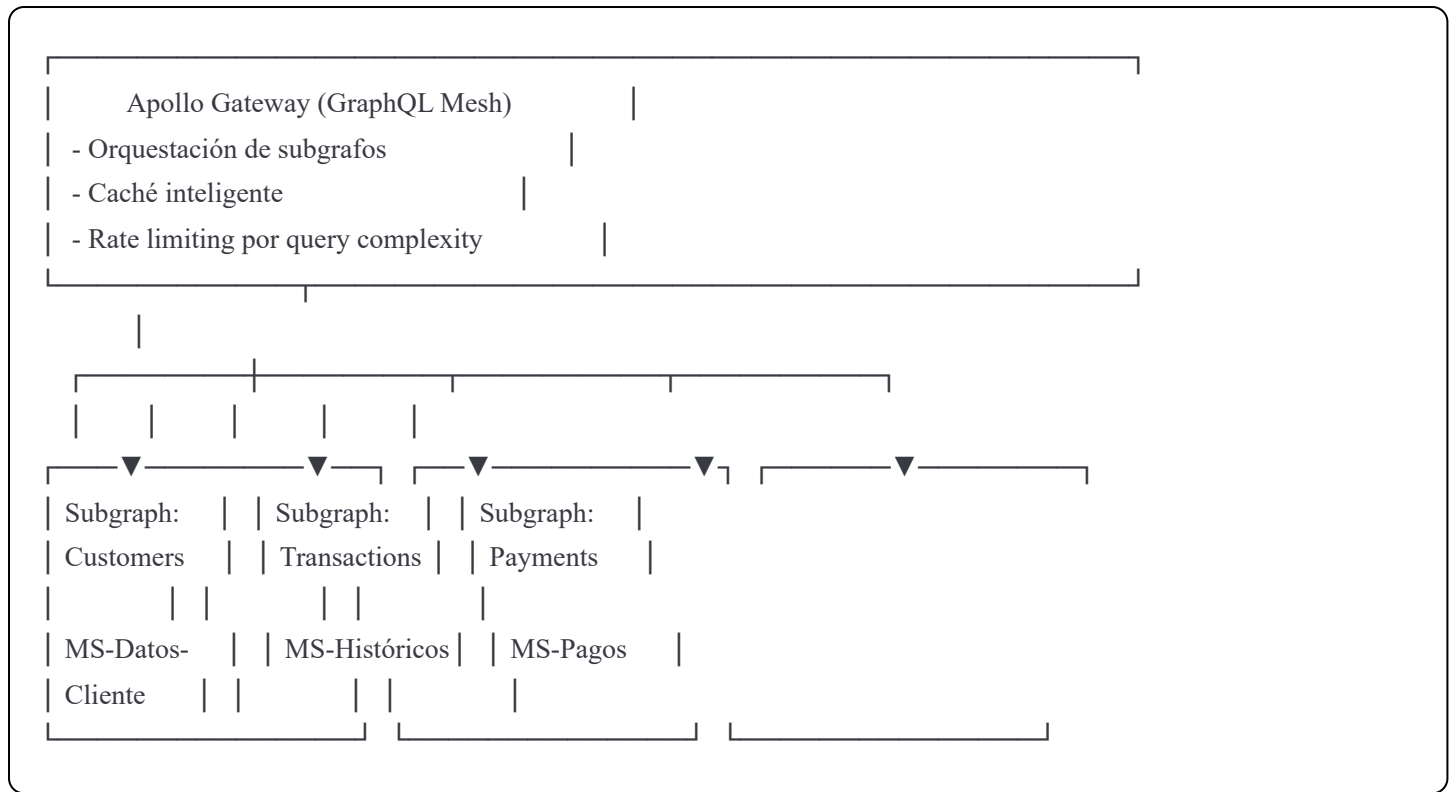 Apollo Gateway (GraphQL Mesh)
- Orquestación de subgrafos
- Caché inteligente
- Rate limiting por query complexity
Subgraph: Subgraph: Subgraph:
Customers Transactions Payments
MS-Datos- MS-Históricos MS-Pagos
Cliente